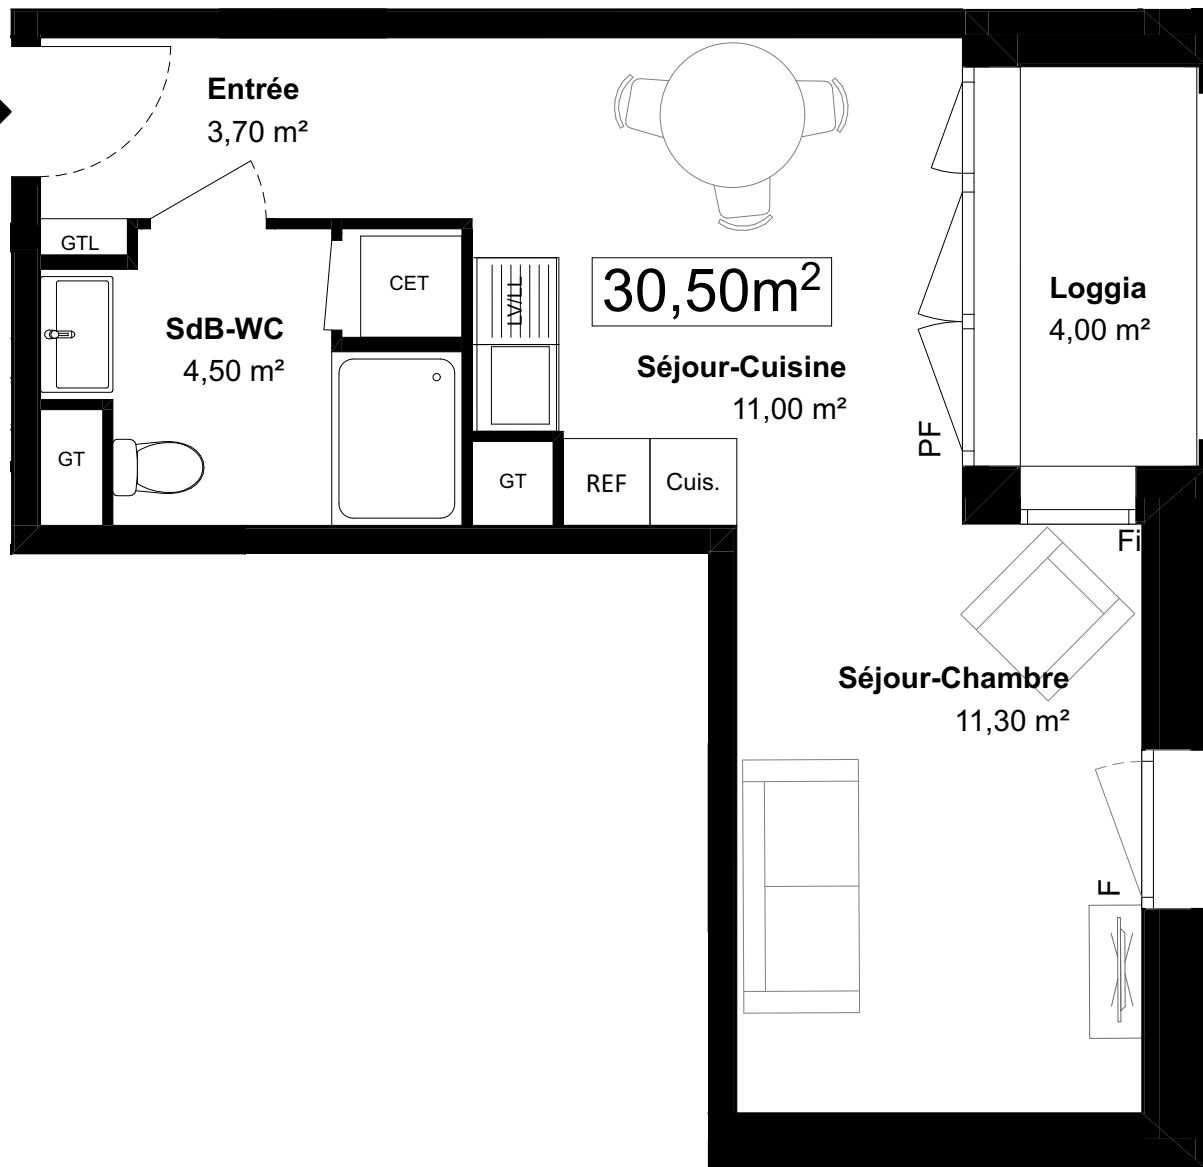 Entrée
3,70 m²
GTL
CET
SdB-WC
4,50 m²
LV/LL
30,50m²
Séjour-Cuisine
11,00 m²
Loggia
4,00 m²
PF
GT
GT
REF
Cuis.
Fi
Séjour-Chambre
11,30 m²
F